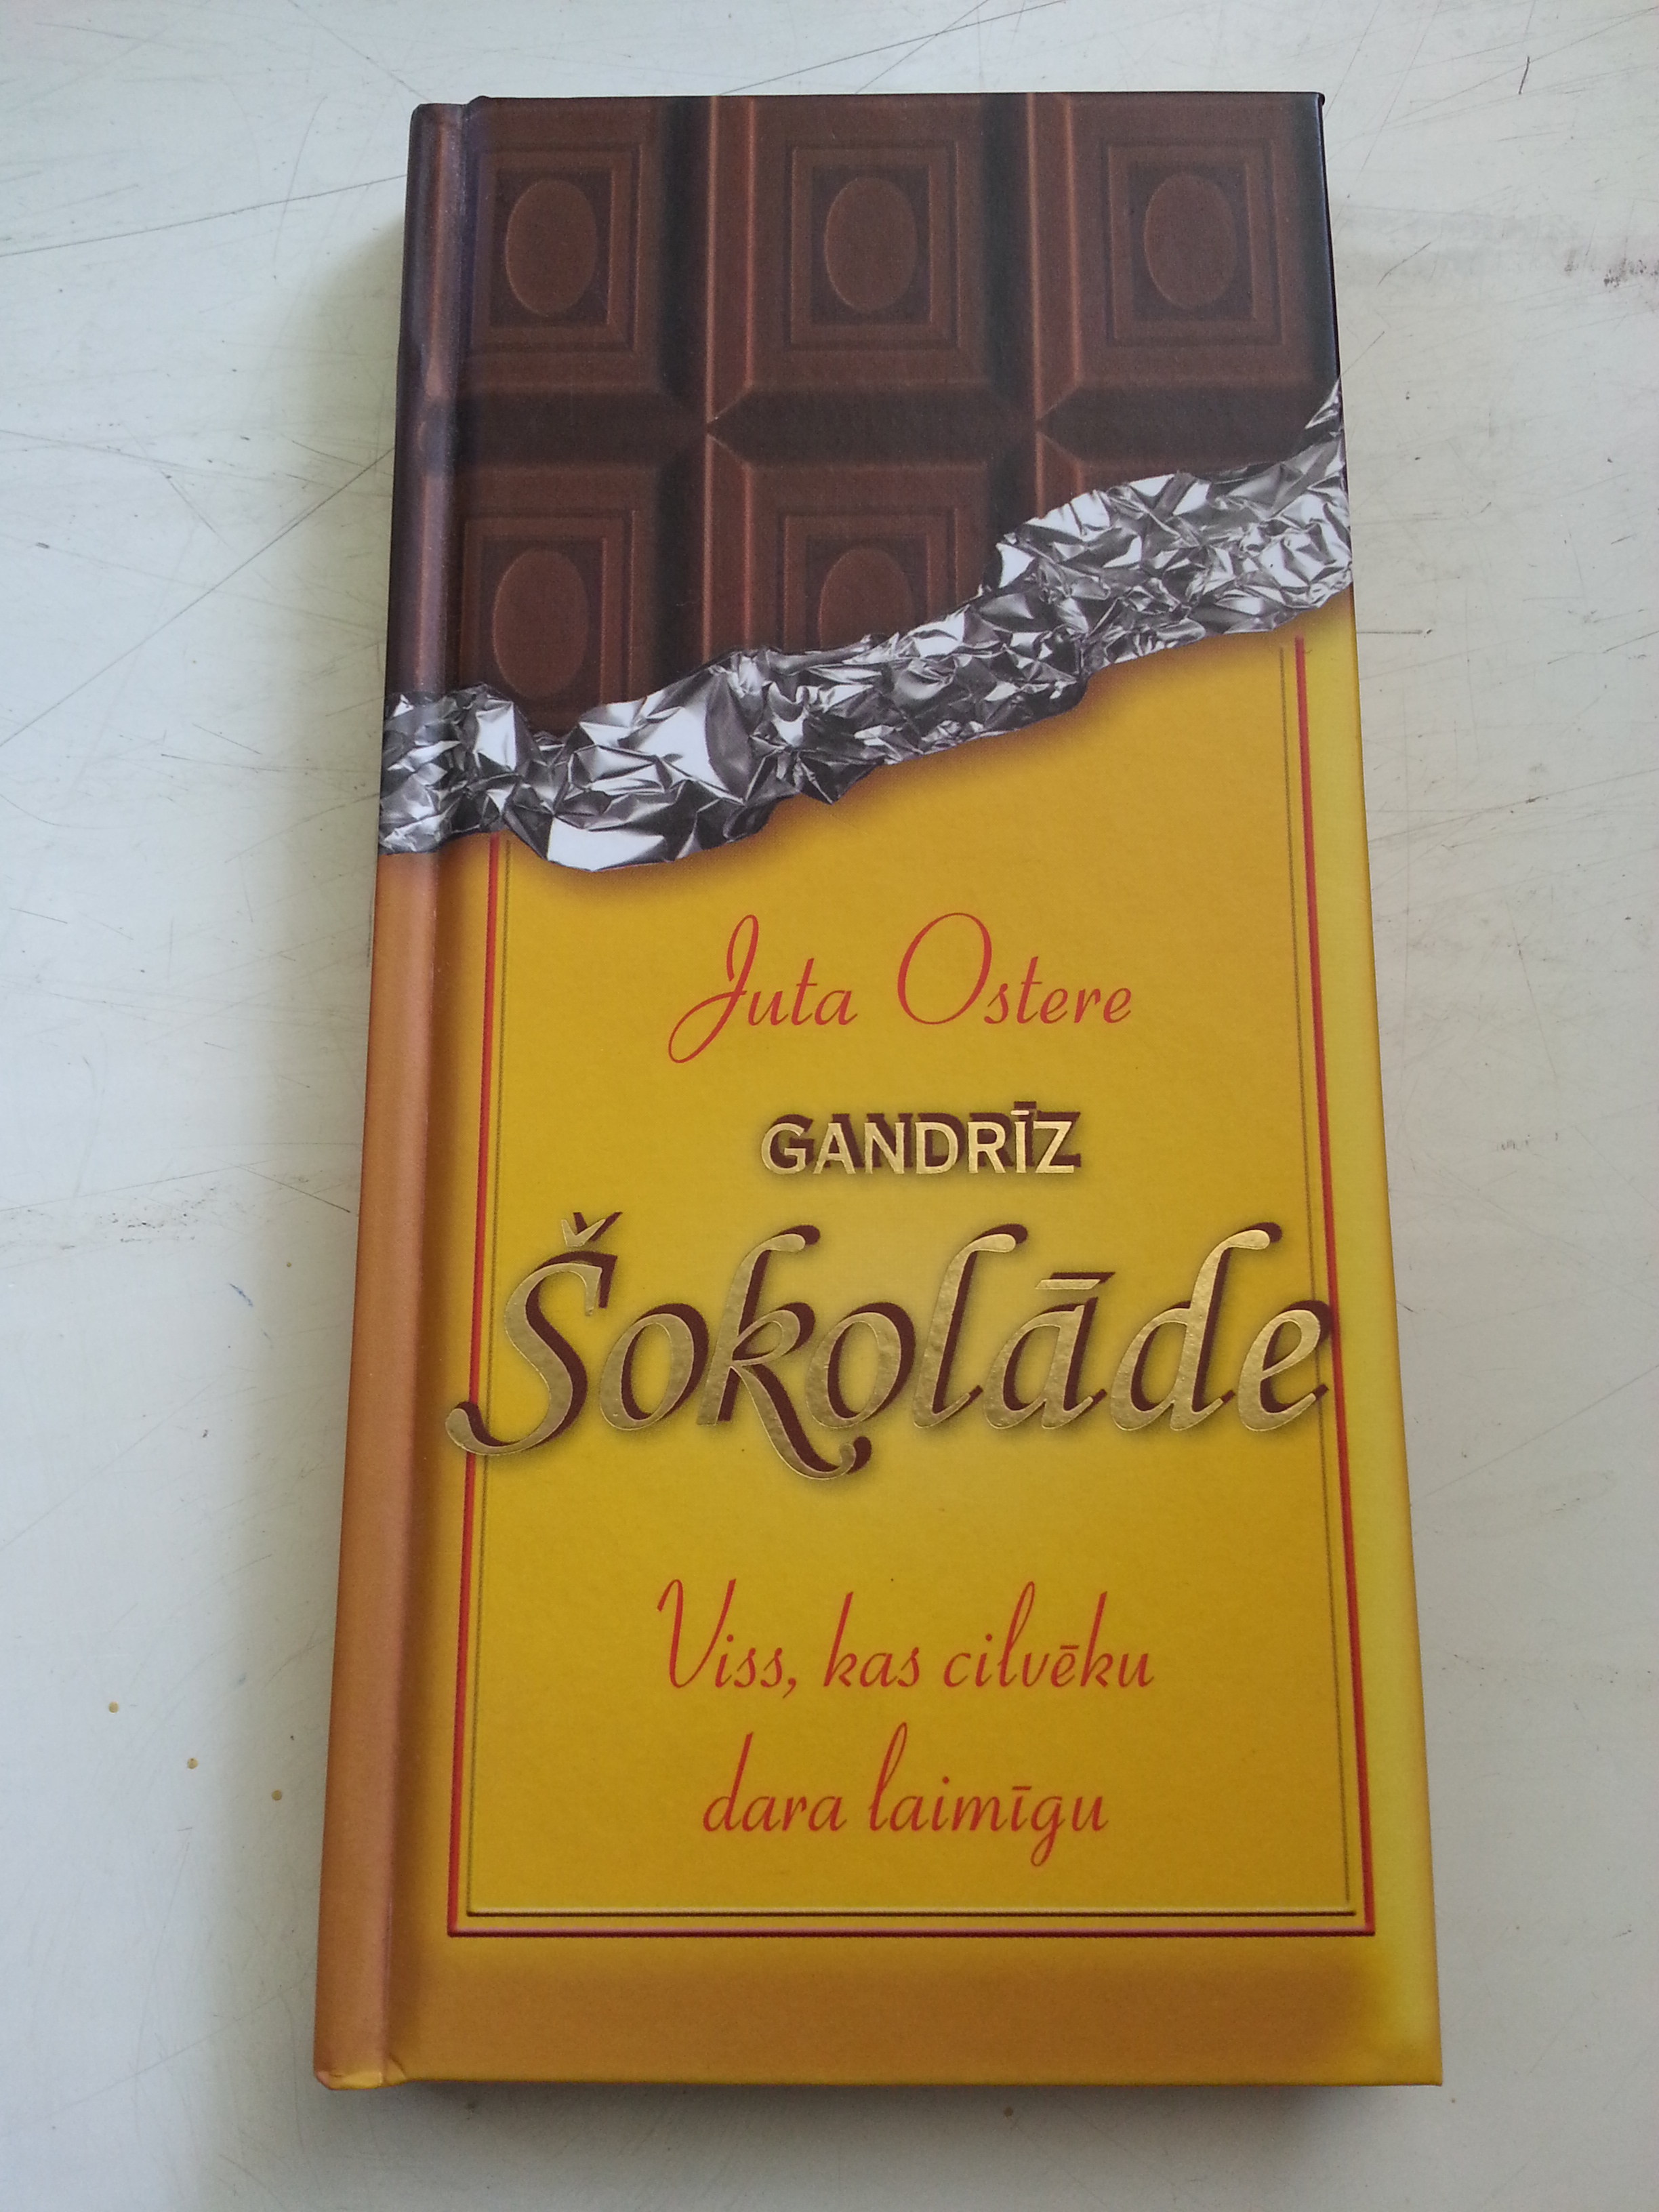 Juta Ostere
GANDRĪZ
Šokolāde
Viss, kas cilvēku
dara laimīgu